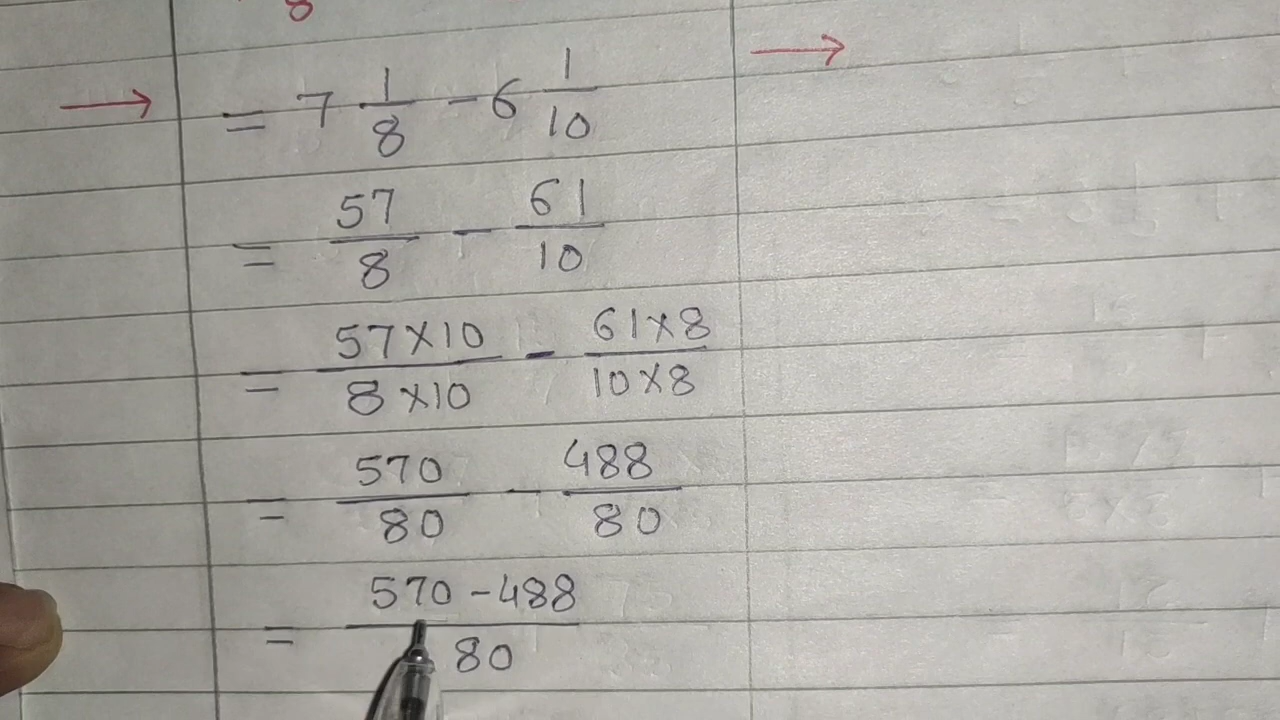 8
→ = 7 1/8 - 6 1/10 →
= 57/8 - 61/10
= 57×10/8×10 - 61×8/10×8
= 570/80 - 488/80
= 570-488/80